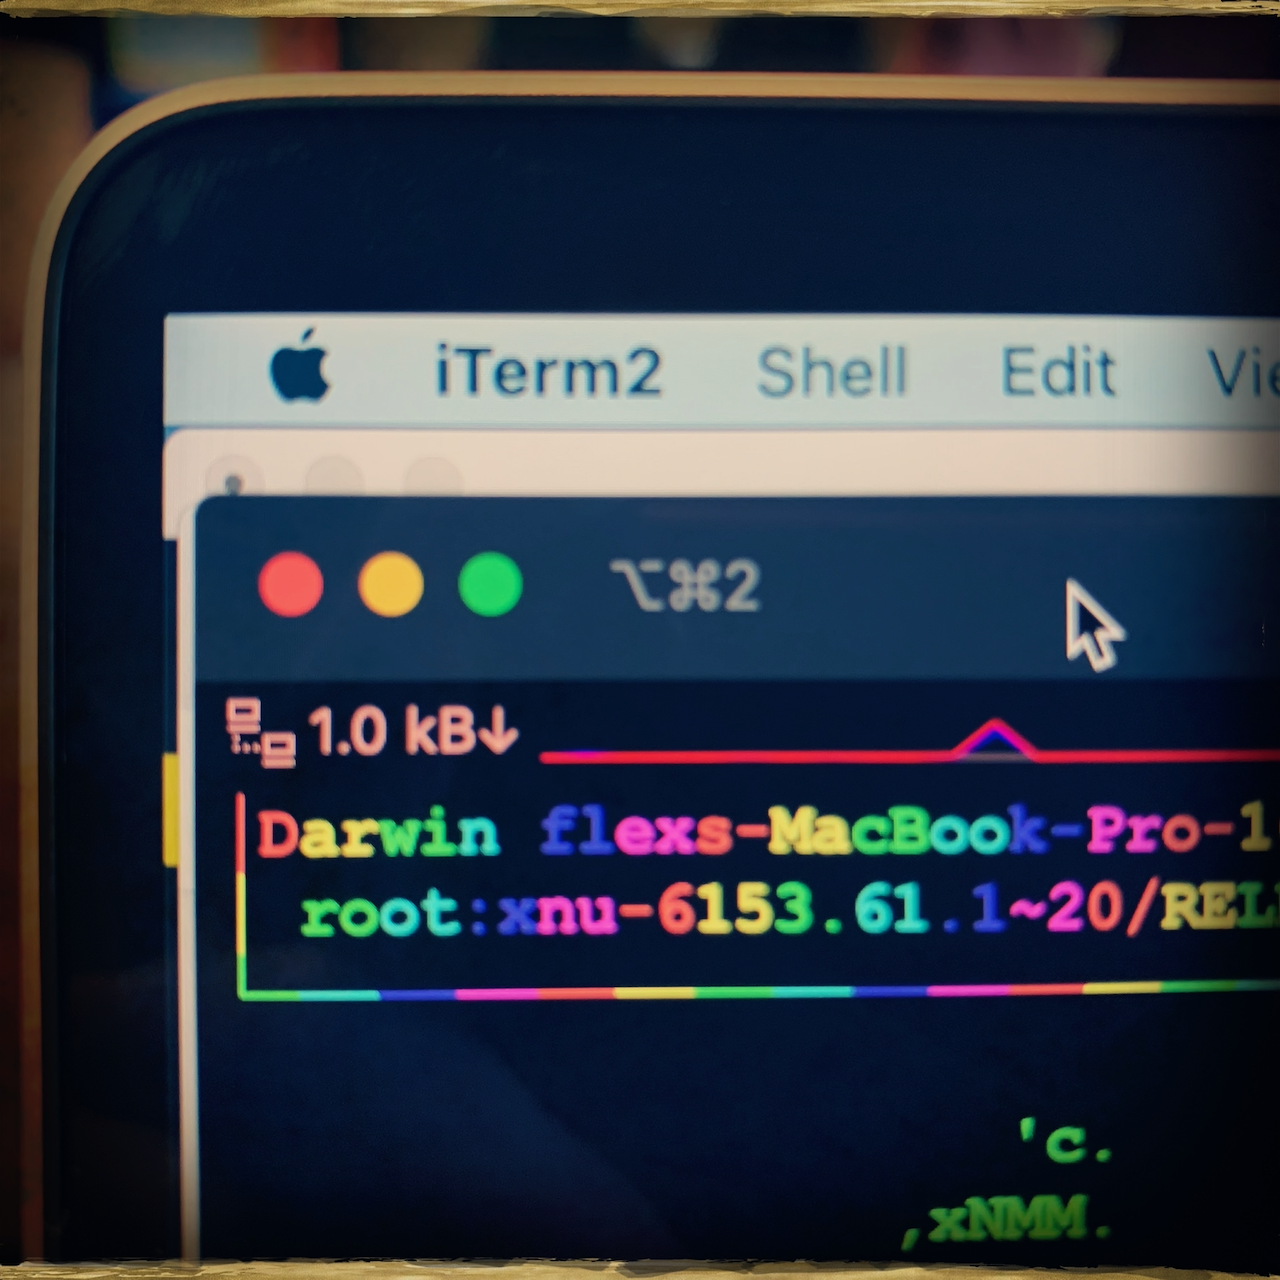 iTerm2 Shell Edit
⌥⌘2
1.0 kB↓
Darwin flexs-MacBook-Pro-1
root:xnu-6153.61.1~20/REL
'c.
,xNMM.